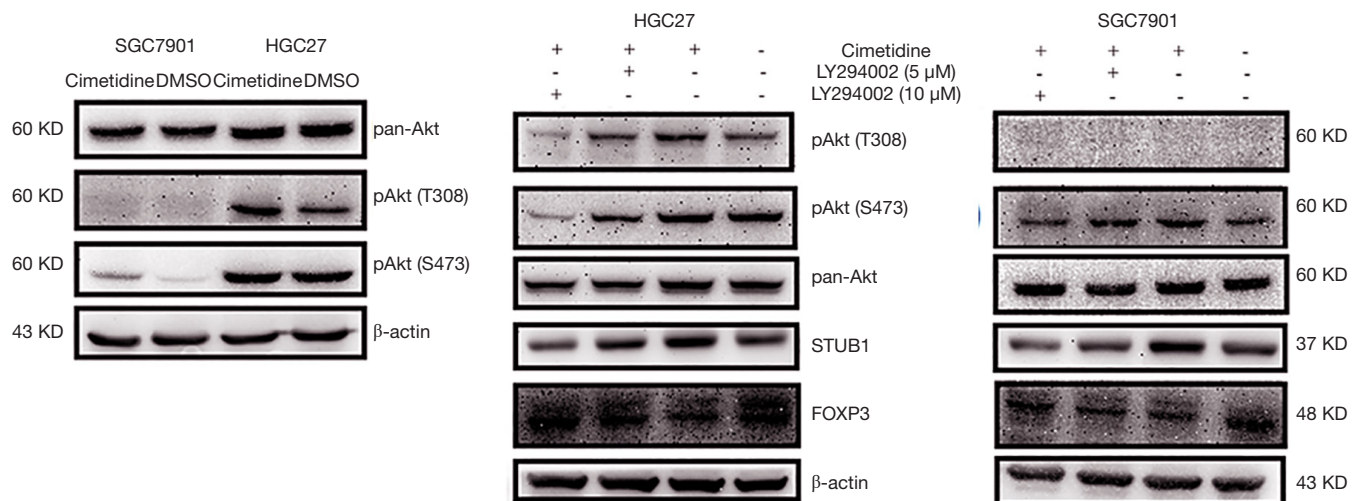 SGC7901 HGC27
Cimetidine DMSO Cimetidine DMSO
60 KD pan-Akt
60 KD pAkt (T308)
60 KD pAkt (S473)
43 KD β-actin
HGC27 SGC7901
+ + + - Cimetidine + + + -
- + - - LY294002 (5 µM) - + - -
+ - - - LY294002 (10 µM) + - - -
pAkt (T308) 60 KD
pAkt (S473) 60 KD
pan-Akt 60 KD
STUB1 37 KD
FOXP3 48 KD
β-actin 43 KD